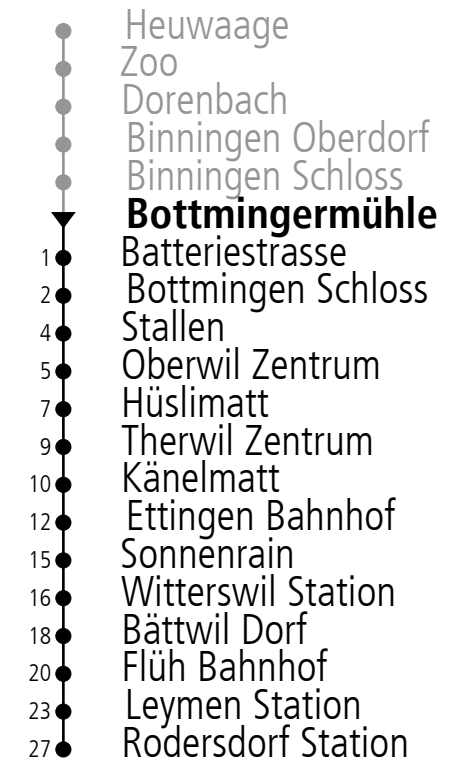 Heuwaage
Zoo
Dorenbach
Binningen Oberdorf
Binningen Schloss
Bottmingermühle
1 Batteriestrasse
2 Bottmingen Schloss
4 Stallen
5 Oberwil Zentrum
7 Hüslimatt
9 Therwil Zentrum
10 Känelmatt
12 Ettingen Bahnhof
15 Sonnenrain
16 Witterswil Station
18 Bättwil Dorf
20 Flüh Bahnhof
23 Leymen Station
27 Rodersdorf Station